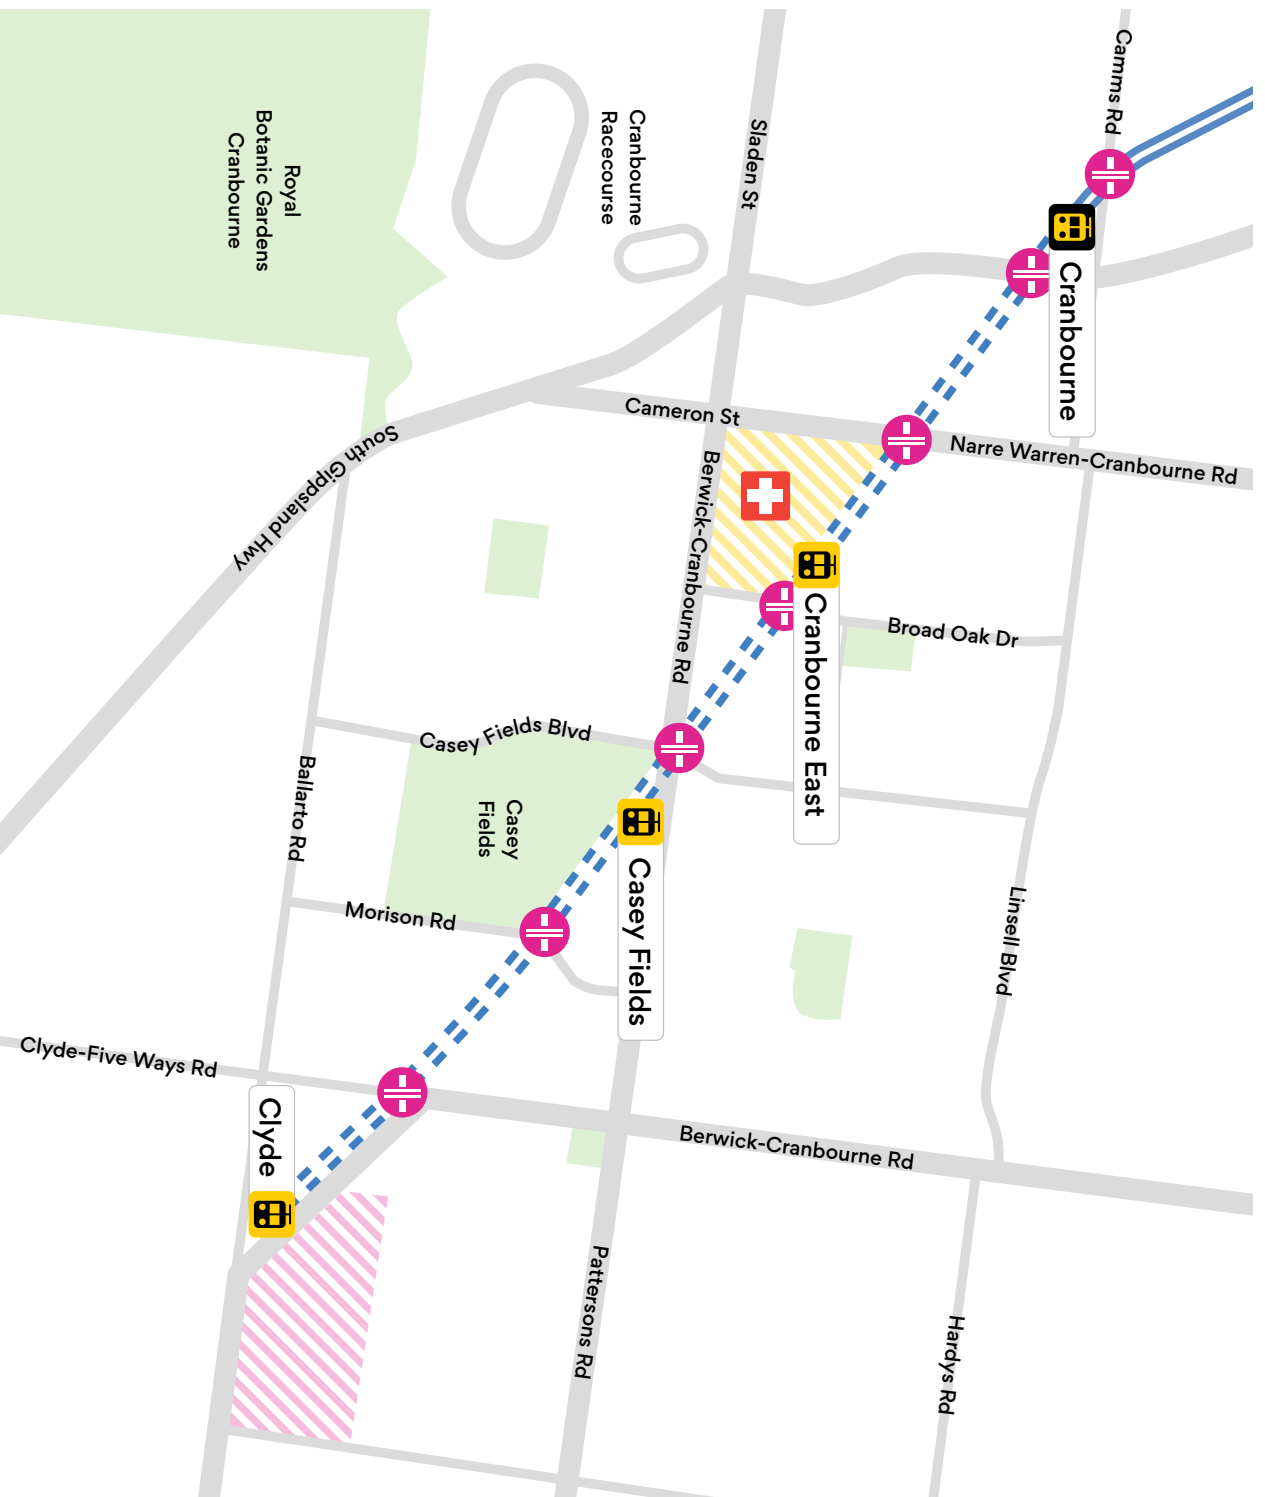 Camms Rd
Royal
Botanic Gardens
Cranbourne
Cranbourne
Racecourse
Sladen St
Cranbourne
Cameron St
Narre Warren-Cranbourne Rd
South Gippsland Hwy
Berwick-Cranbourne Rd
Cranbourne East
Broad Oak Dr
Casey Fields Blvd
Ballarto Rd
Casey
Fields
Casey Fields
Linsell Blvd
Morison Rd
Clyde-Five Ways Rd
Clyde
Berwick-Cranbourne Rd
Pattersons Rd
Hardys Rd